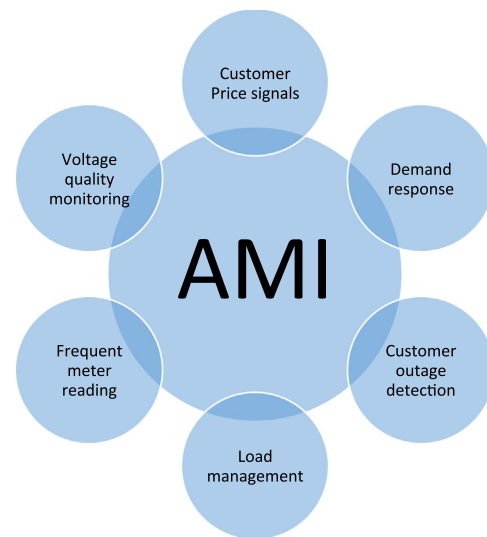 Customer
Price signals
Demand
response
Customer
outage
detection
Load
management
Frequent
meter
reading
Voltage
quality
monitoring
AMI